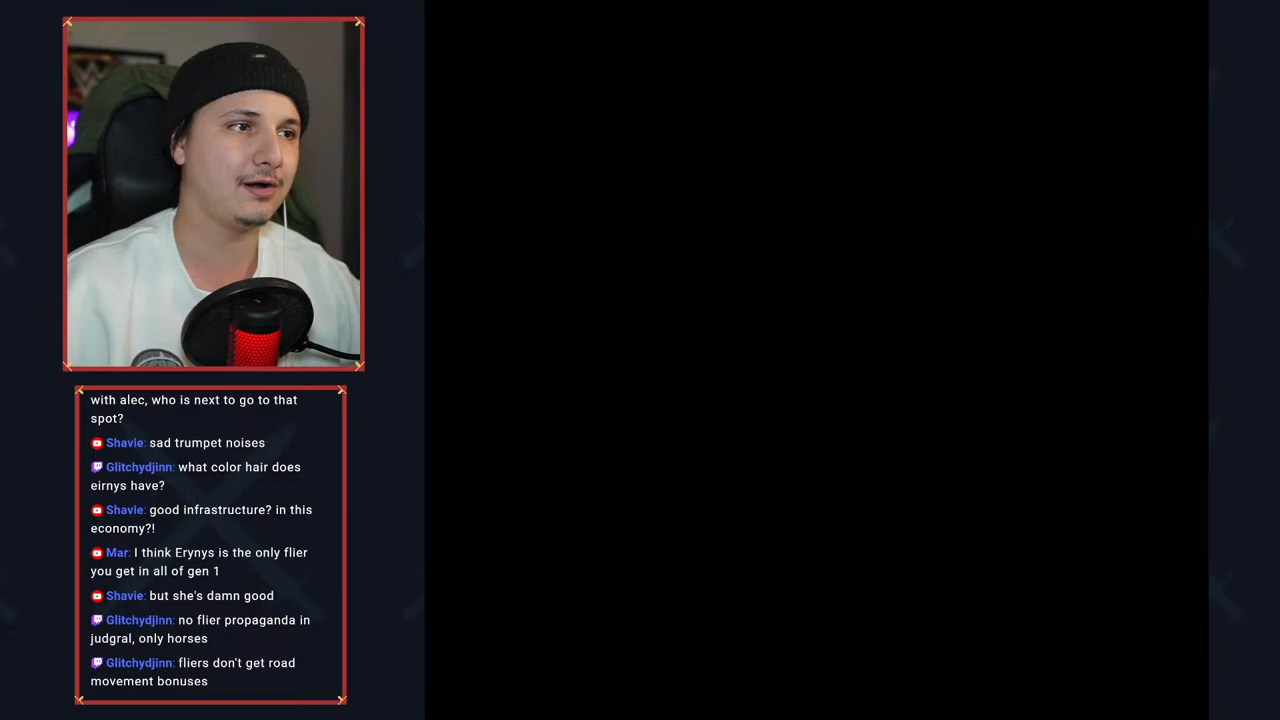 with alec, who is next to go to that
spot?
Shavie: sad trumpet noises
Glitchydjinn: what color hair does
eirnys have?
Shavie: good infrastructure? in this
economy?!
Mar: I think Erynys is the only flier
you get in all of gen 1
Shavie: but she's damn good
Glitchydjinn: no flier propaganda in
judgral, only horses
Glitchydjinn: fliers don't get road
movement bonuses